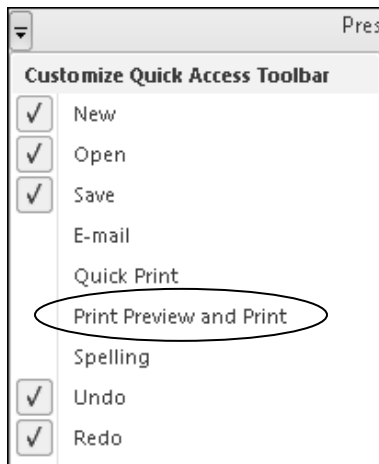 Pres
Customize Quick Access Toolbar
New
Open
Save
E-mail
Quick Print
Print Preview and Print
Spelling
Undo
Redo